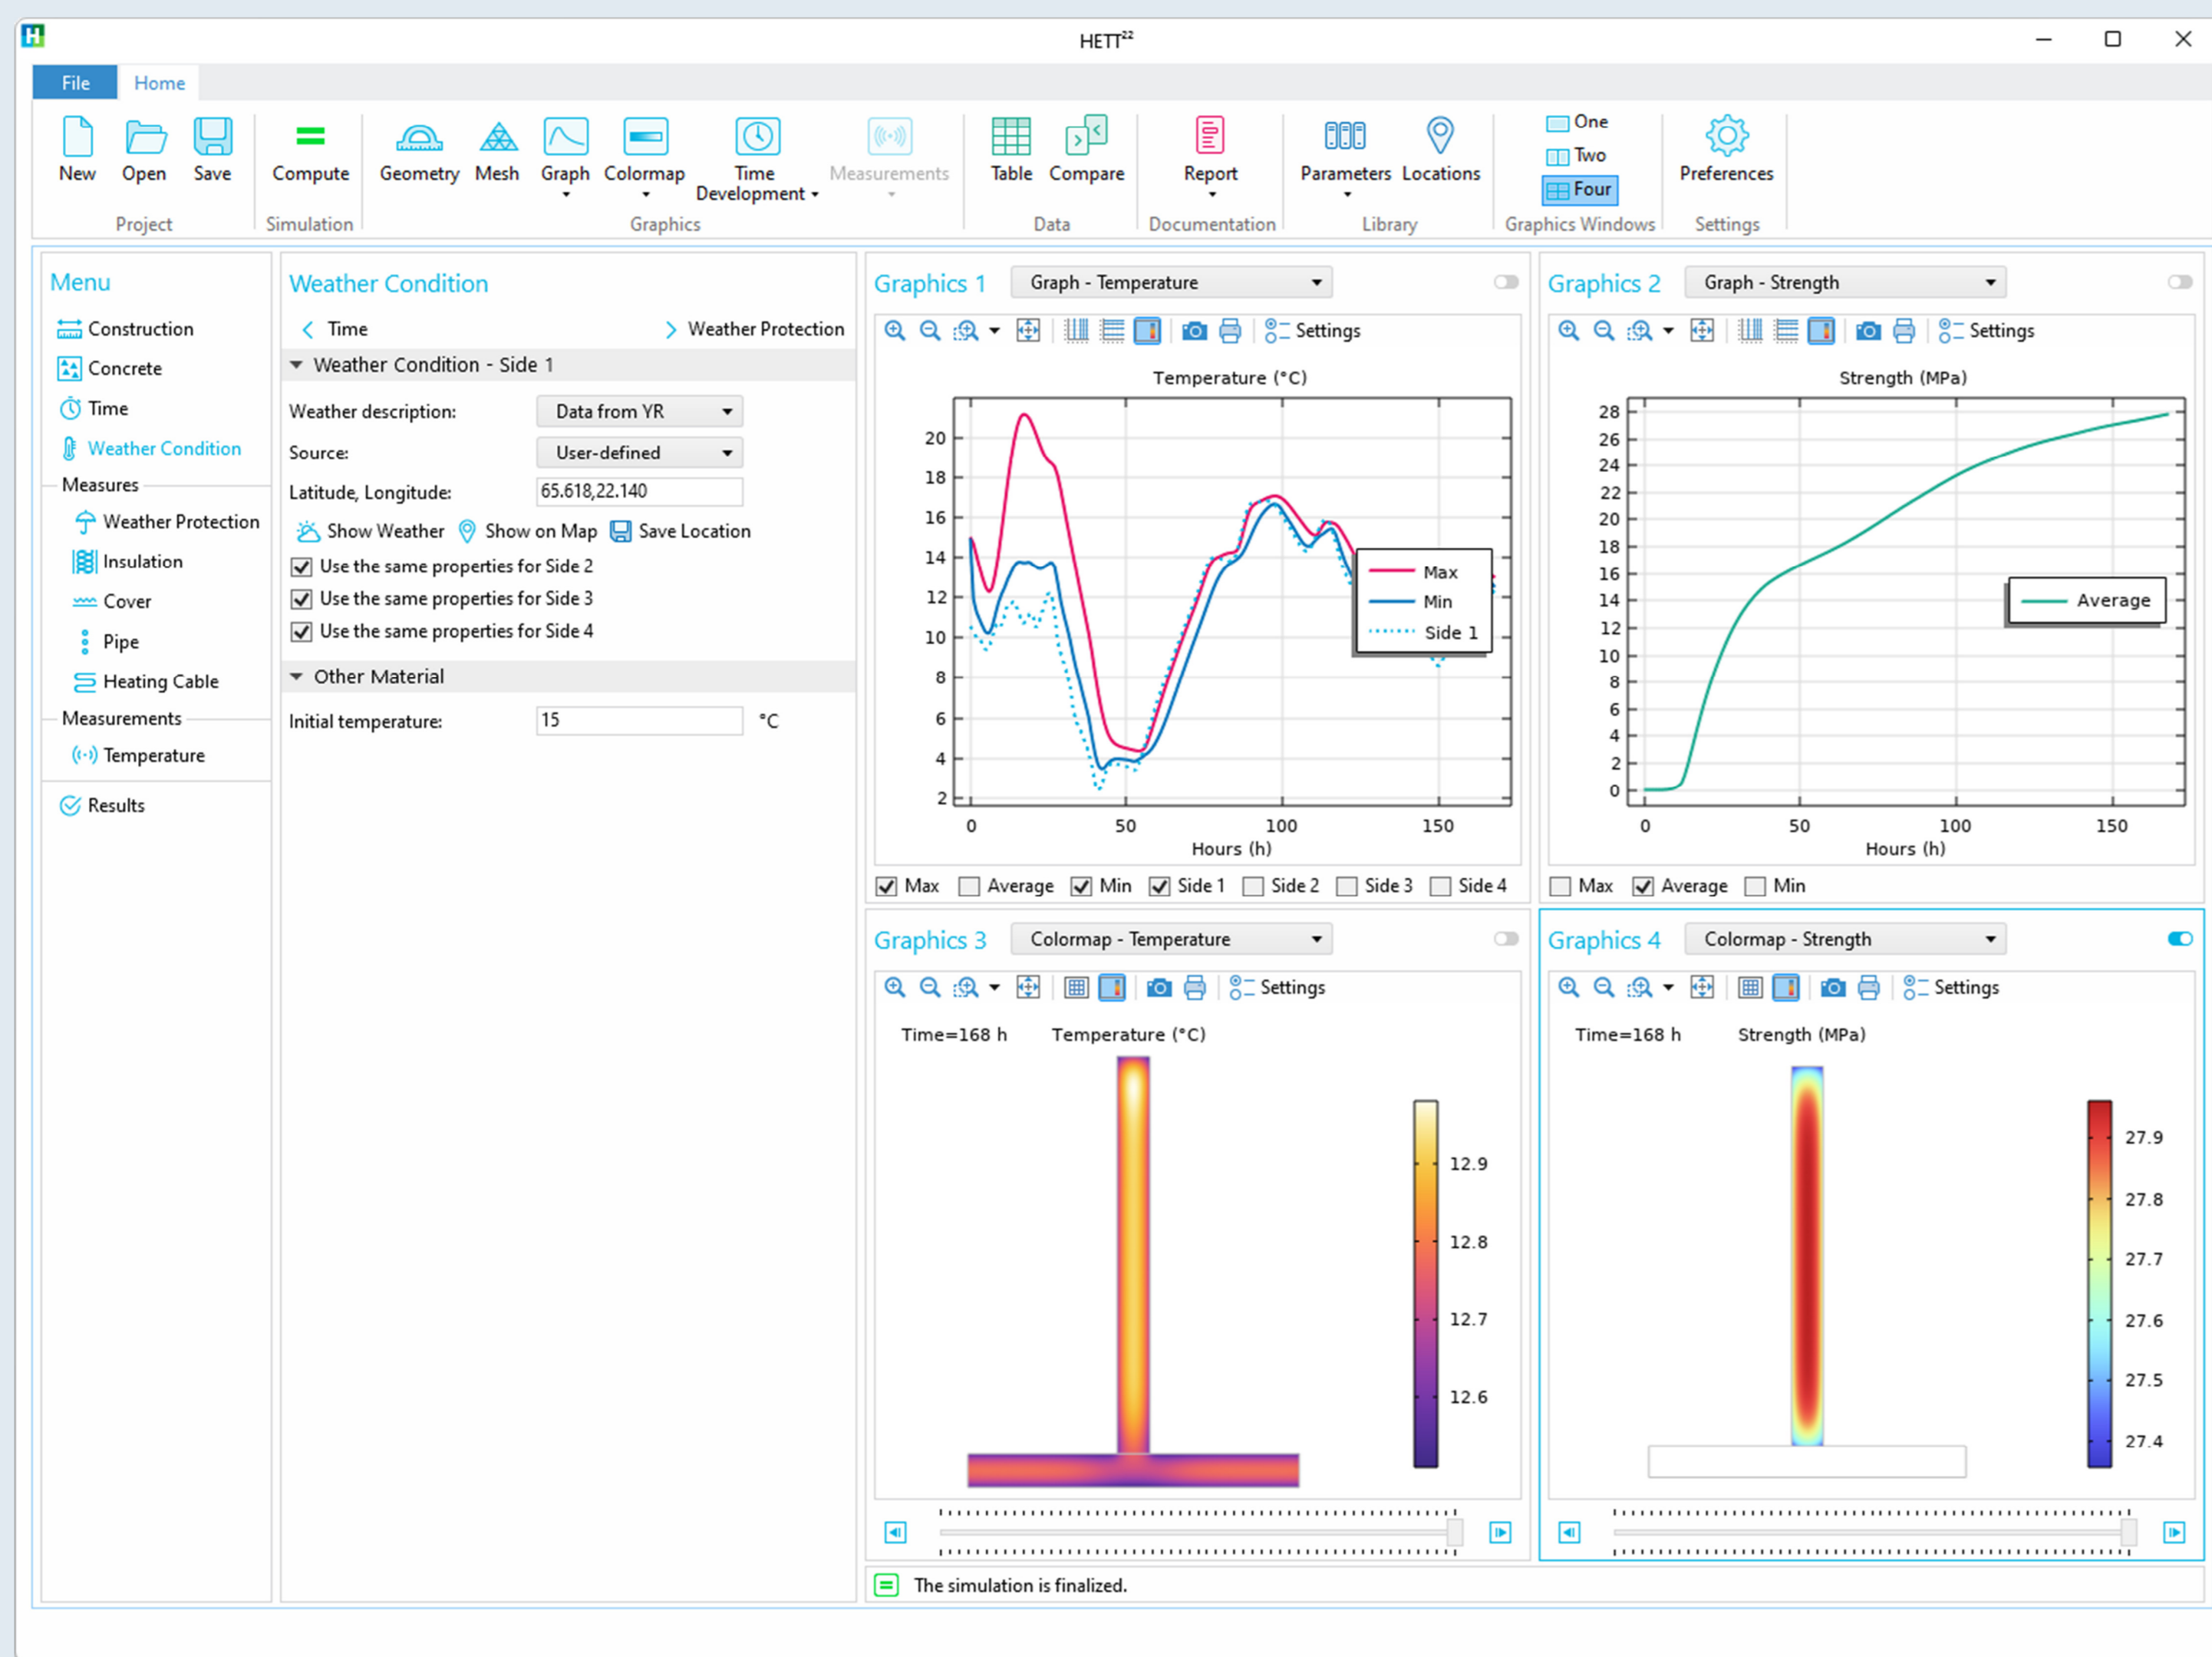 HETT²²
File Home
New Open Save Compute Geometry Mesh Graph Colormap Time Development Measurements Table Compare Report Parameters Locations One Two Four Preferences
Project Simulation Graphics Data Documentation Library Graphics Windows Settings
Menu
Construction
Concrete
Time
Weather Condition
Measures
Weather Protection
Insulation
Cover
Pipe
Heating Cable
Measurements
Temperature
Results
Weather Condition
Time Weather Protection
Weather Condition - Side 1
Weather description: Data from YR
Source: User-defined
Latitude, Longitude: 65.618,22.140
Show Weather Show on Map Save Location
Use the same properties for Side 2
Use the same properties for Side 3
Use the same properties for Side 4
Other Material
Initial temperature: 15 °C
Graphics 1 Graph - Temperature
Settings
Temperature (°C)
20
18
16
14
12
10
8
6
4
2
0 50 100 150
Hours (h)
Max
Min
Side 1
Max Average Min Side 1 Side 2 Side 3 Side 4
Graphics 2 Graph - Strength
Settings
Strength (MPa)
28
26
24
22
20
18
16
14
12
10
8
6
4
2
0
0 50 100 150
Hours (h)
Average
Max Average Min
Graphics 3 Colormap - Temperature
Settings
Time=168 h Temperature (°C)
12.9
12.8
12.7
12.6
Graphics 4 Colormap - Strength
Settings
Time=168 h Strength (MPa)
27.9
27.8
27.7
27.6
27.5
27.4
The simulation is finalized.